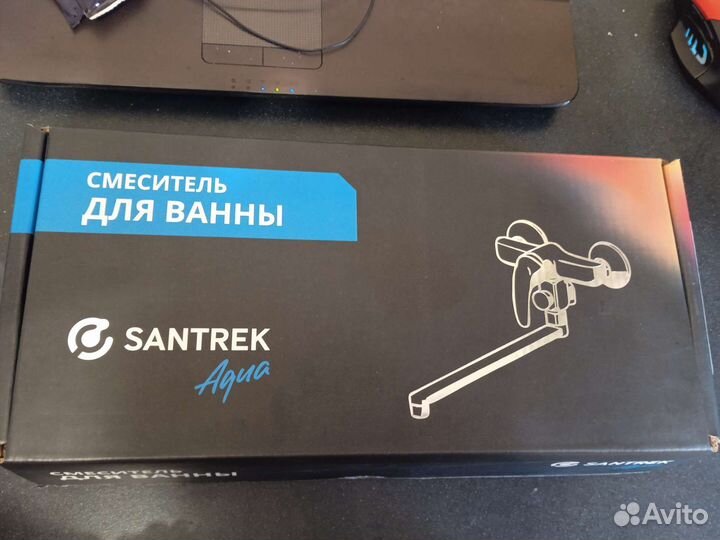 СМЕСИТЕЛЬ
ДЛЯ ВАННЫ
SANTREK
Aqua
СМЕСИТЕЛЬ
ДЛЯ ВАННЫ
SANTREK
Avito